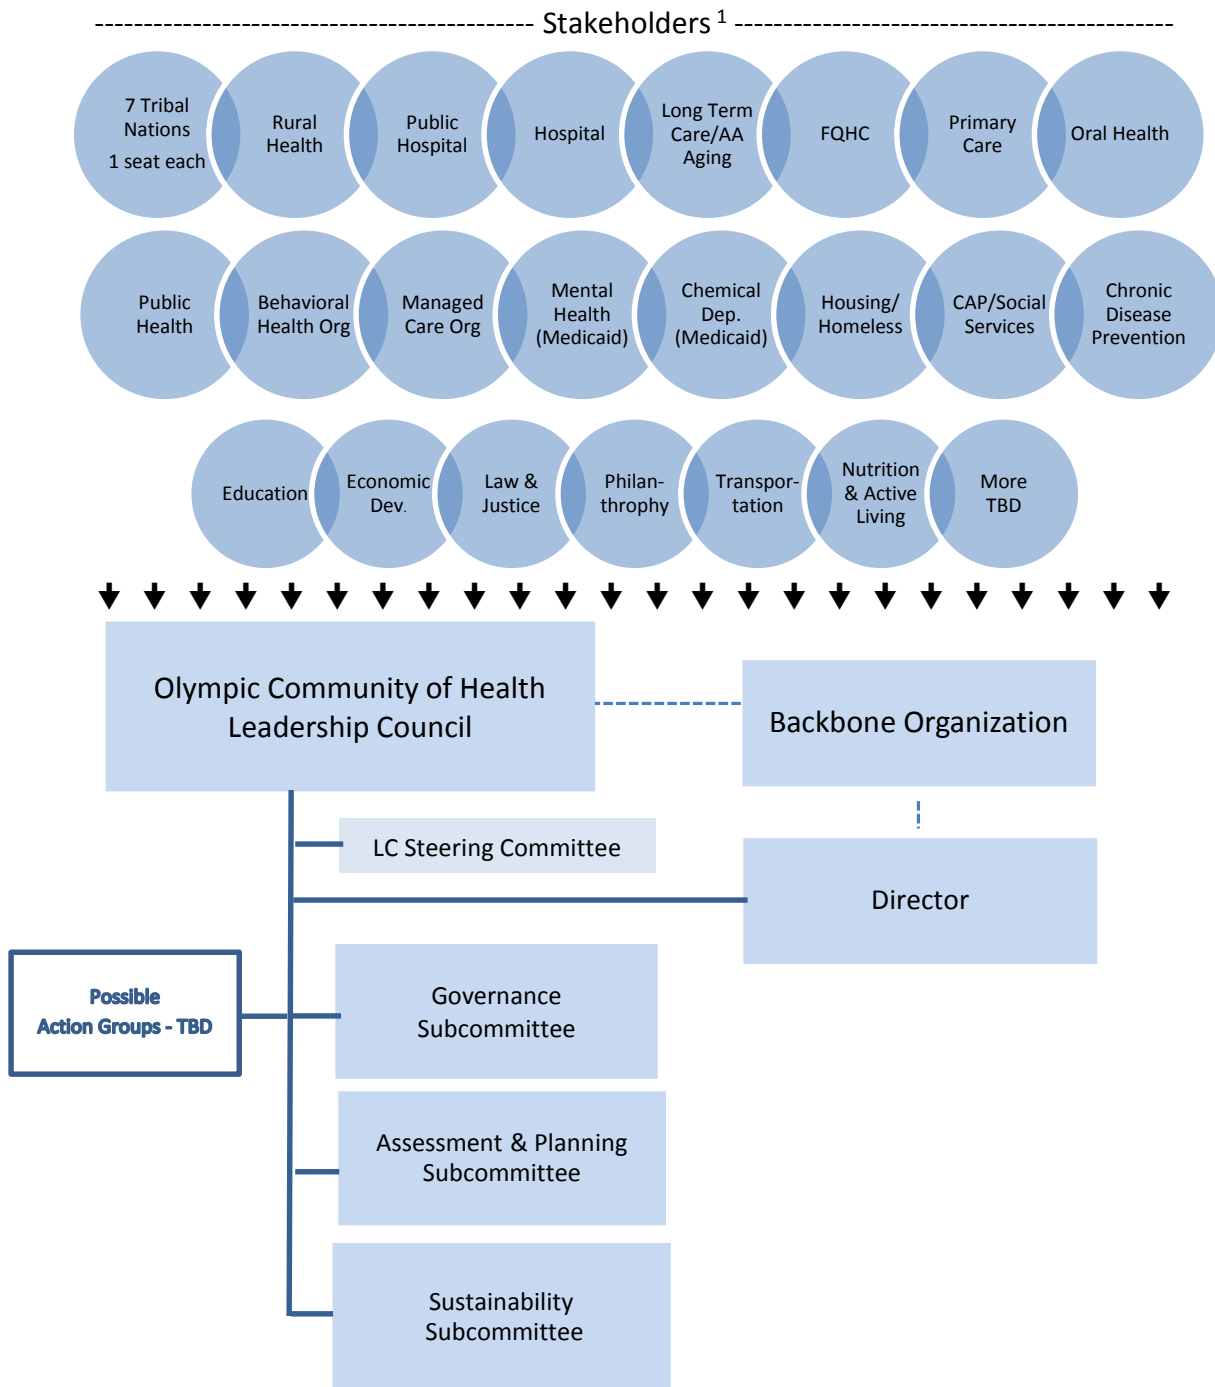 Stakeholders 1
7 Tribal
Nations
1 seat each
Rural
Health
Public
Hospital
Hospital
Long Term
Care/AA
Aging
FQHC
Primary
Care
Oral Health
Public
Health
Behavioral
Health Org
Managed
Care Org
Mental
Health
(Medicaid)
Chemical
Dep.
(Medicaid)
Housing/
Homeless
CAP/Social
Services
Chronic
Disease
Prevention
Education
Economic
Dev.
Law &
Justice
Philan-
throphy
Transpor-
tation
Nutrition
& Active
Living
More
TBD
Olympic Community of Health
Leadership Council
Backbone Organization
LC Steering Committee
Director
Possible
Action Groups - TBD
Governance
Subcommittee
Assessment & Planning
Subcommittee
Sustainability
Subcommittee